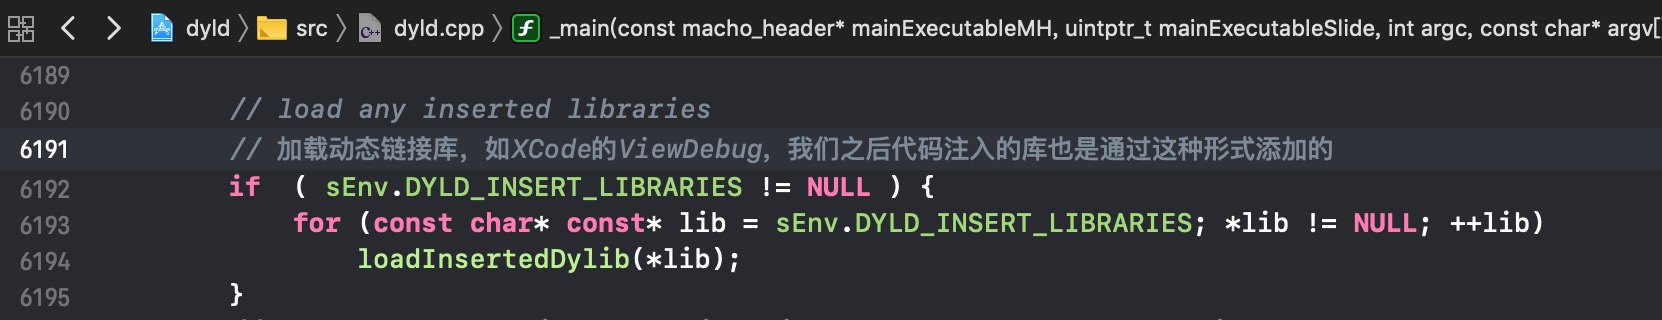 dyld src dyld.cpp _main(const macho_header* mainExecutableMH, uintptr_t mainExecutableSlide, int argc, const char* argv[
6189
6190 // load any inserted libraries
6191 // 加载动态链接库，如XCode的ViewDebug，我们之后代码注入的库也是通过这种形式添加的
6192 if ( sEnv.DYLD_INSERT_LIBRARIES != NULL ) {
6193 for (const char* const* lib = sEnv.DYLD_INSERT_LIBRARIES; *lib != NULL; ++lib)
6194 loadInsertedDylib(*lib);
6195 }